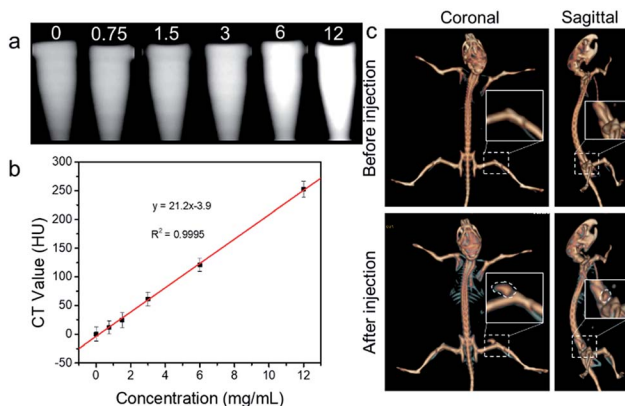 a
0 0.75 1.5 3 6 12
b
300
250
200
150
100
50
0
-50
CT Value (HU)
y = 21.2x-3.9
R² = 0.9995
0 2 4 6 8 10 12
Concentration (mg/mL)
c
Coronal Sagittal
Before injection
After injection